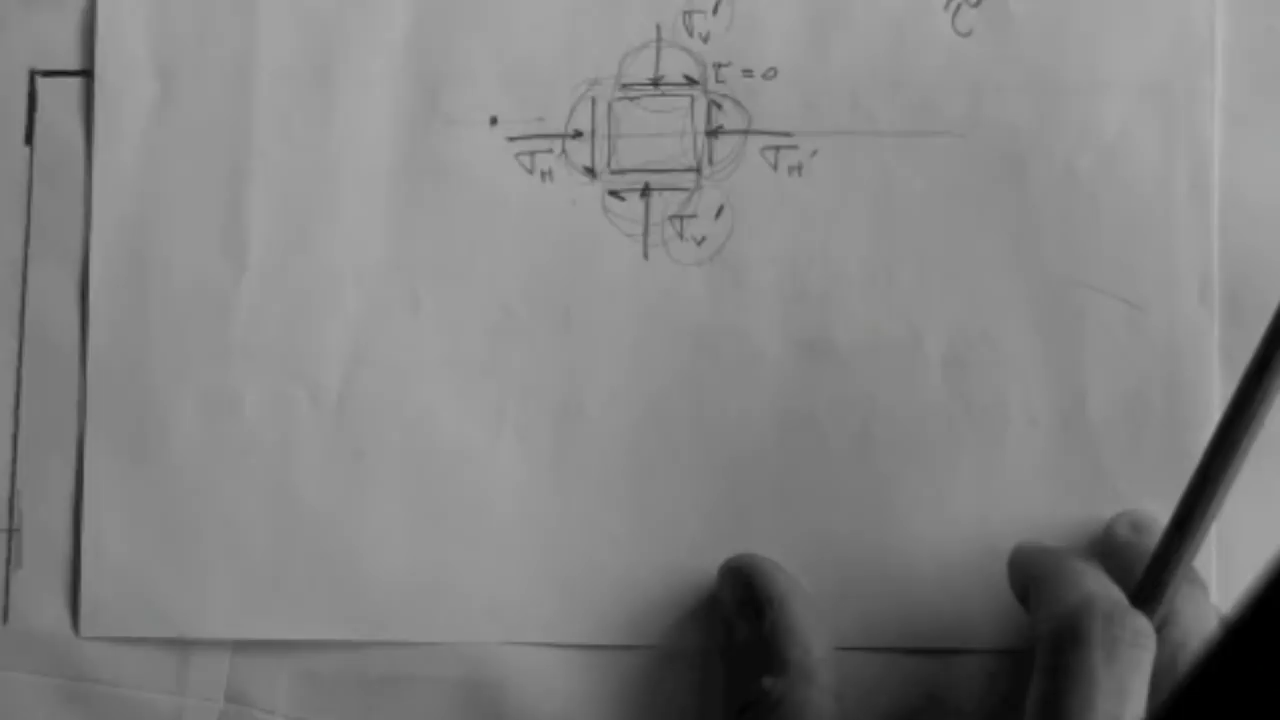 σv'
τ
τ = 0
σH
σH'
σv'